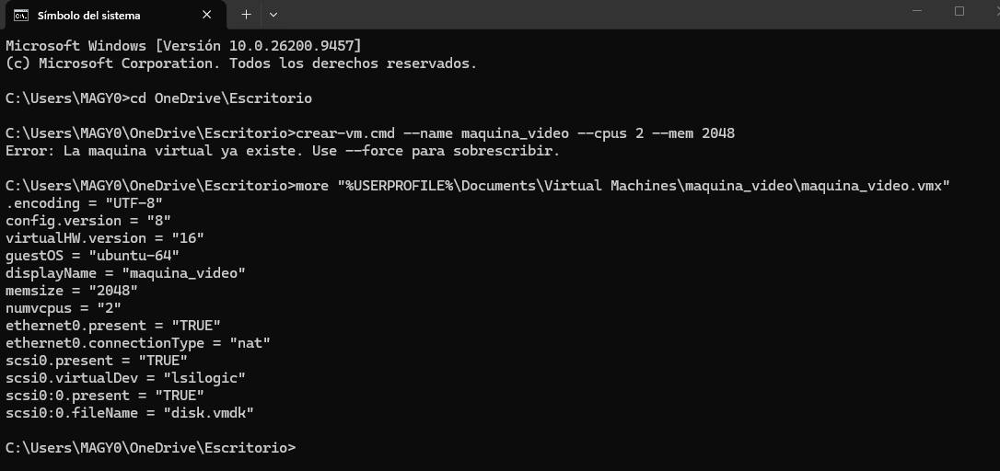 Símbolo del sistema
Microsoft Windows [Versión 10.0.26200.9457]
(c) Microsoft Corporation. Todos los derechos reservados.
C:\Users\MAGY0>cd OneDrive\Escritorio
C:\Users\MAGY0\OneDrive\Escritorio>crear-vm.cmd --name maquina_video --cpus 2 --mem 2048
Error: La maquina virtual ya existe. Use --force para sobrescribir.
C:\Users\MAGY0\OneDrive\Escritorio>more "%USERPROFILE%\Documents\Virtual Machines\maquina_video\maquina_video.vmx"
.encoding = "UTF-8"
config.version = "8"
virtualHW.version = "16"
guestOS = "ubuntu-64"
displayName = "maquina_video"
memsize = "2048"
numvcpus = "2"
ethernet0.present = "TRUE"
ethernet0.connectionType = "nat"
scsi0.present = "TRUE"
scsi0.virtualDev = "lsilogic"
scsi0:0.present = "TRUE"
scsi0:0.fileName = "disk.vmdk"
C:\Users\MAGY0\OneDrive\Escritorio>